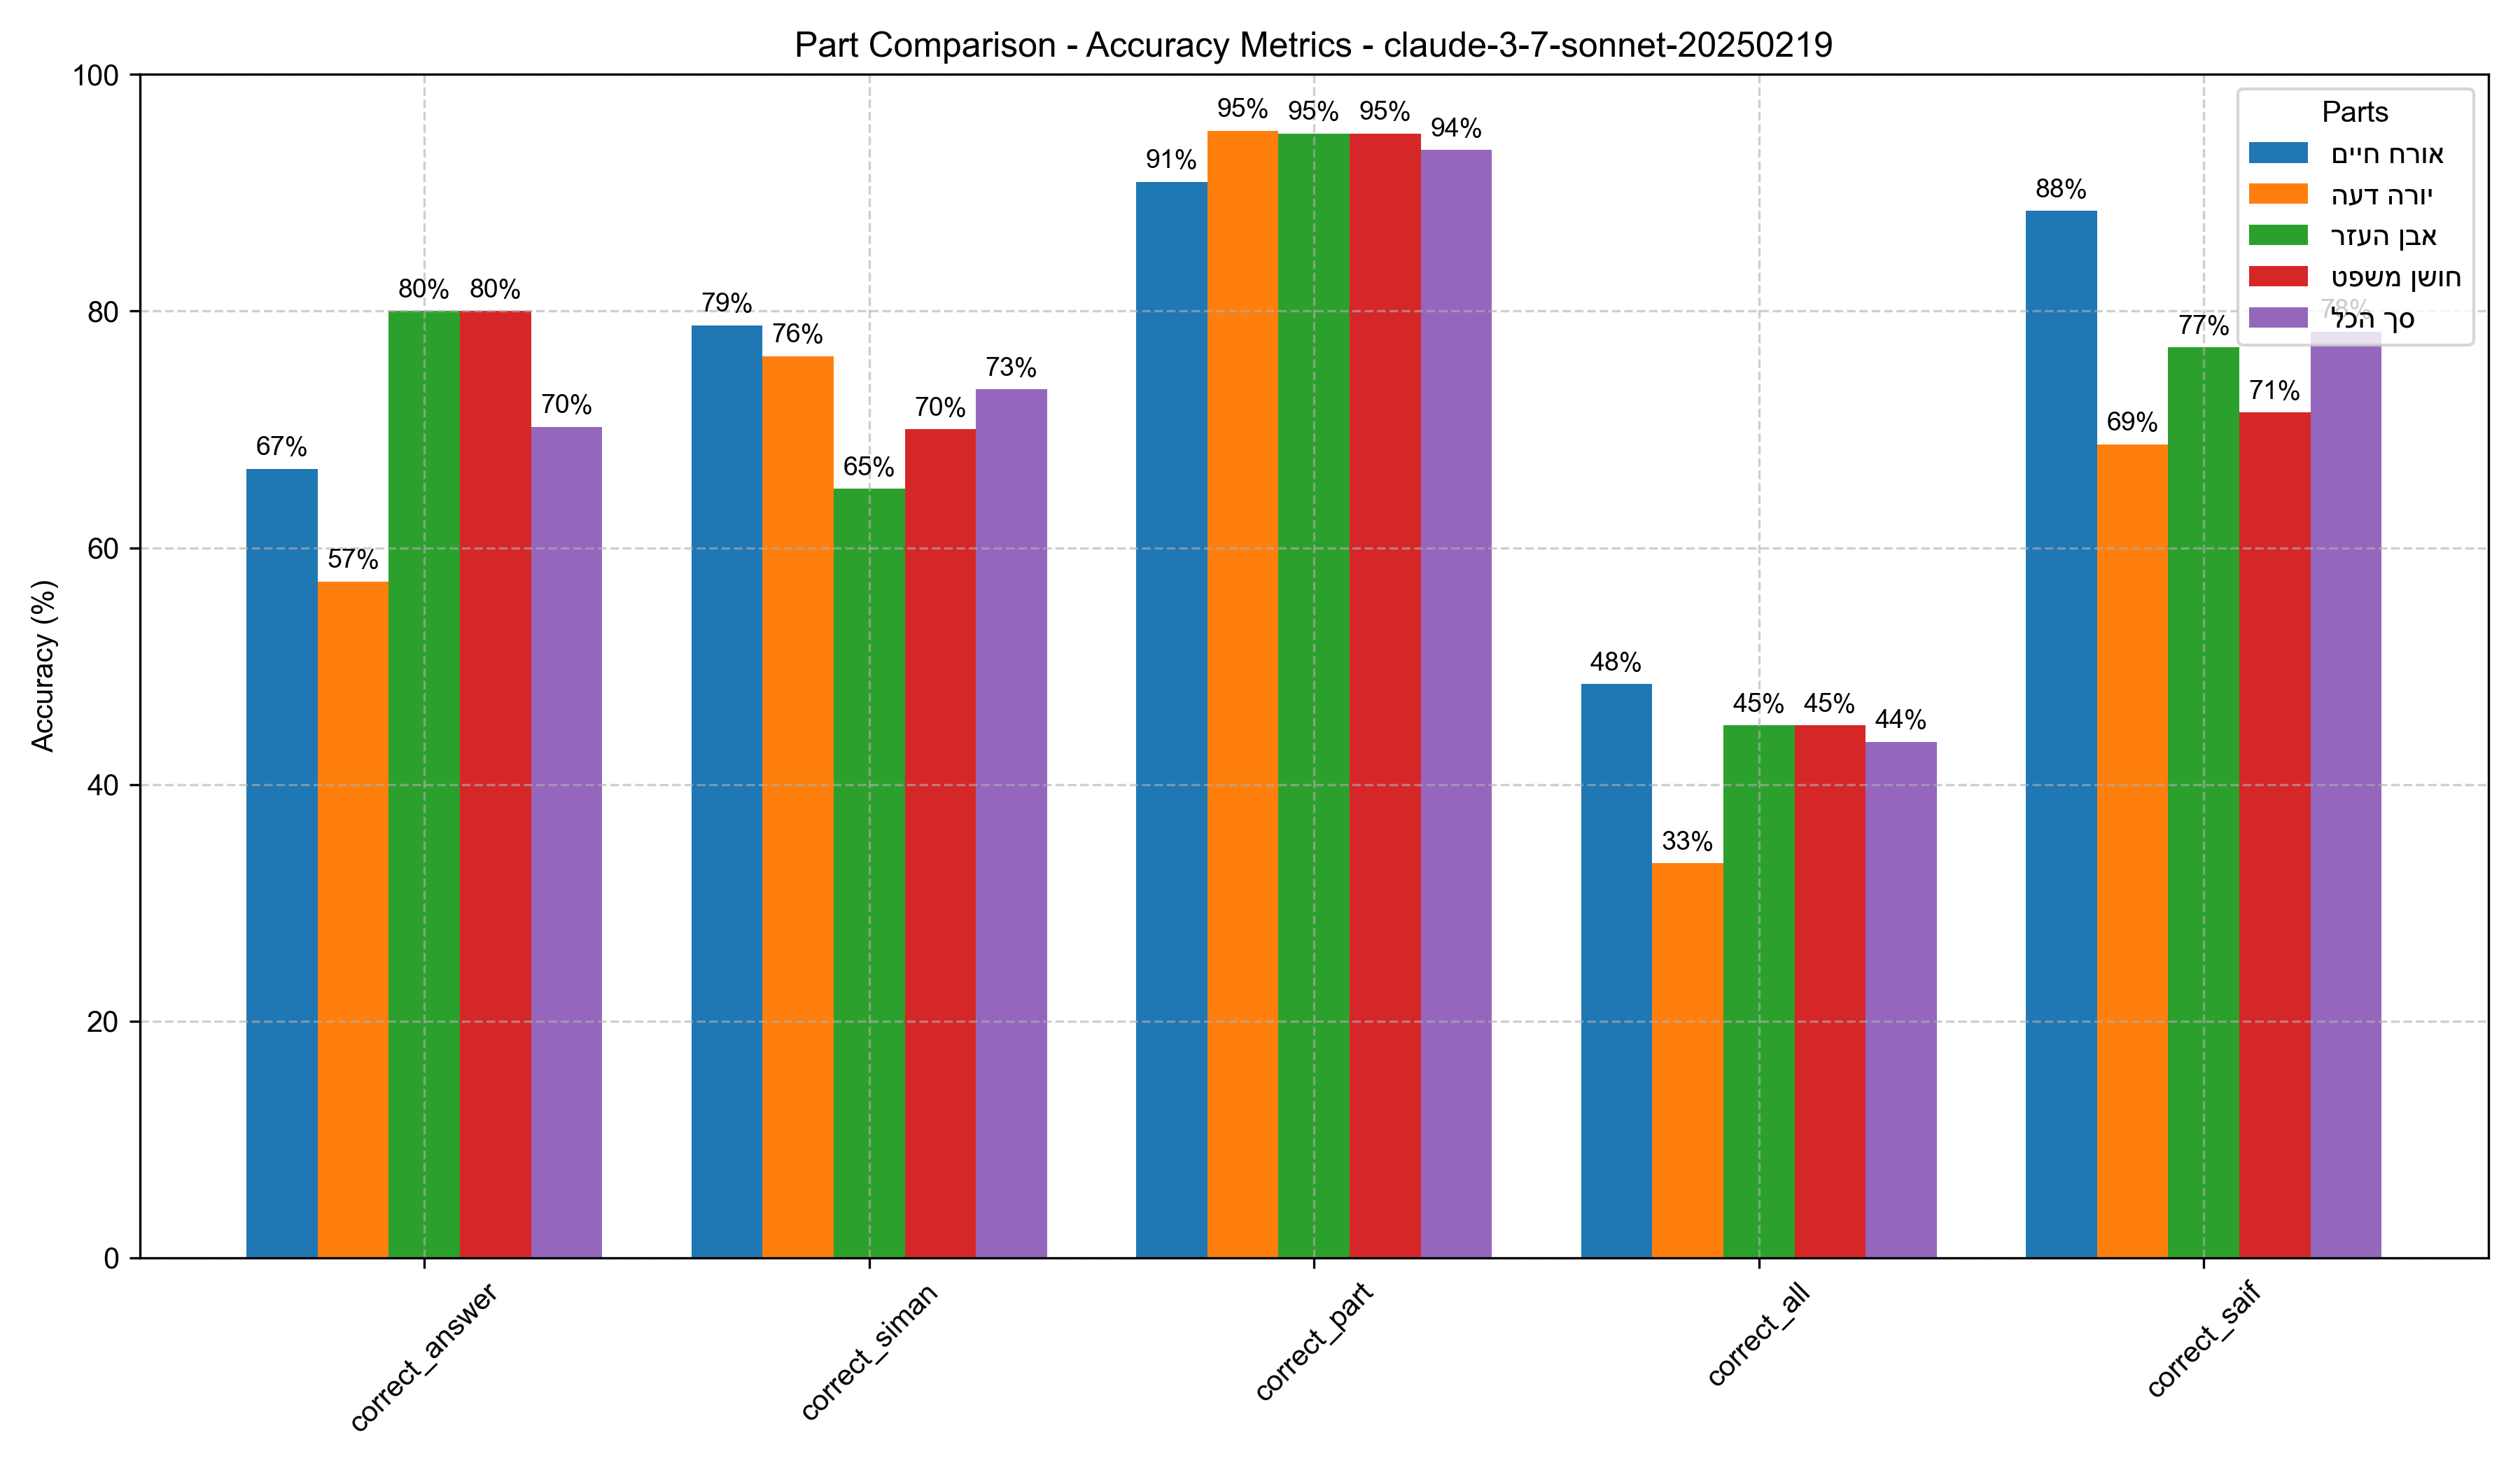 Part Comparison - Accuracy Metrics - claude-3-7-sonnet-20250219
Accuracy (%)
100
80
60
40
20
0
67%
57%
80%
80%
70%
79%
76%
65%
70%
73%
91%
95%
95%
95%
94%
48%
33%
45%
45%
44%
88%
69%
77%
71%
78%
Parts
אורח חיים
יורה דעה
אבן העזר
חושן משפט
סך הכל
correct_answer
correct_siman
correct_part
correct_all
correct_saif